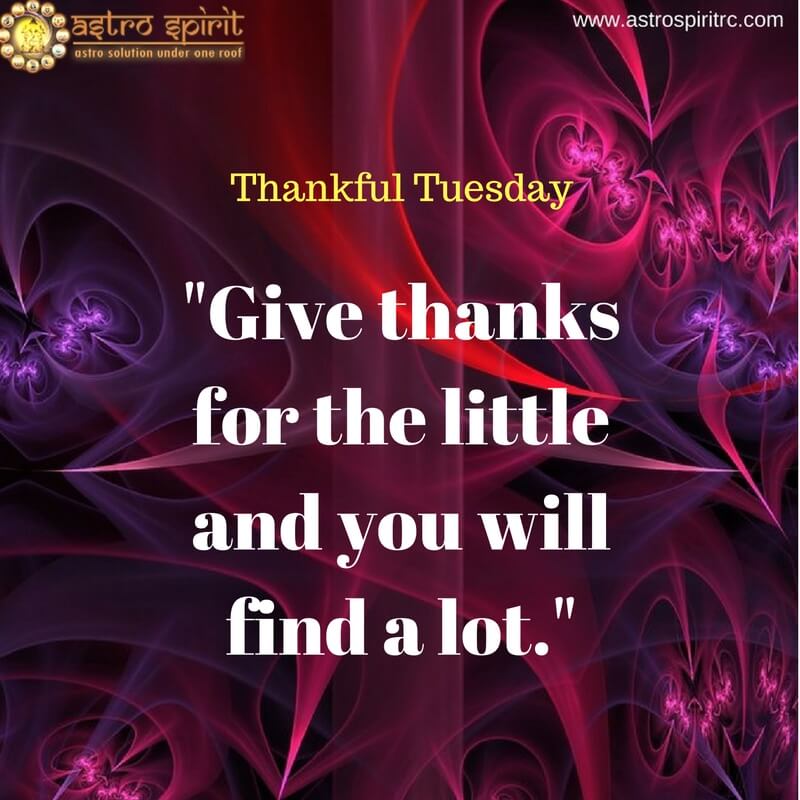 astro spirit
astro solution under one roof
www.astrospiritrc.com
Thankful Tuesday
"Give thanks
for the little
and you will
find a lot."